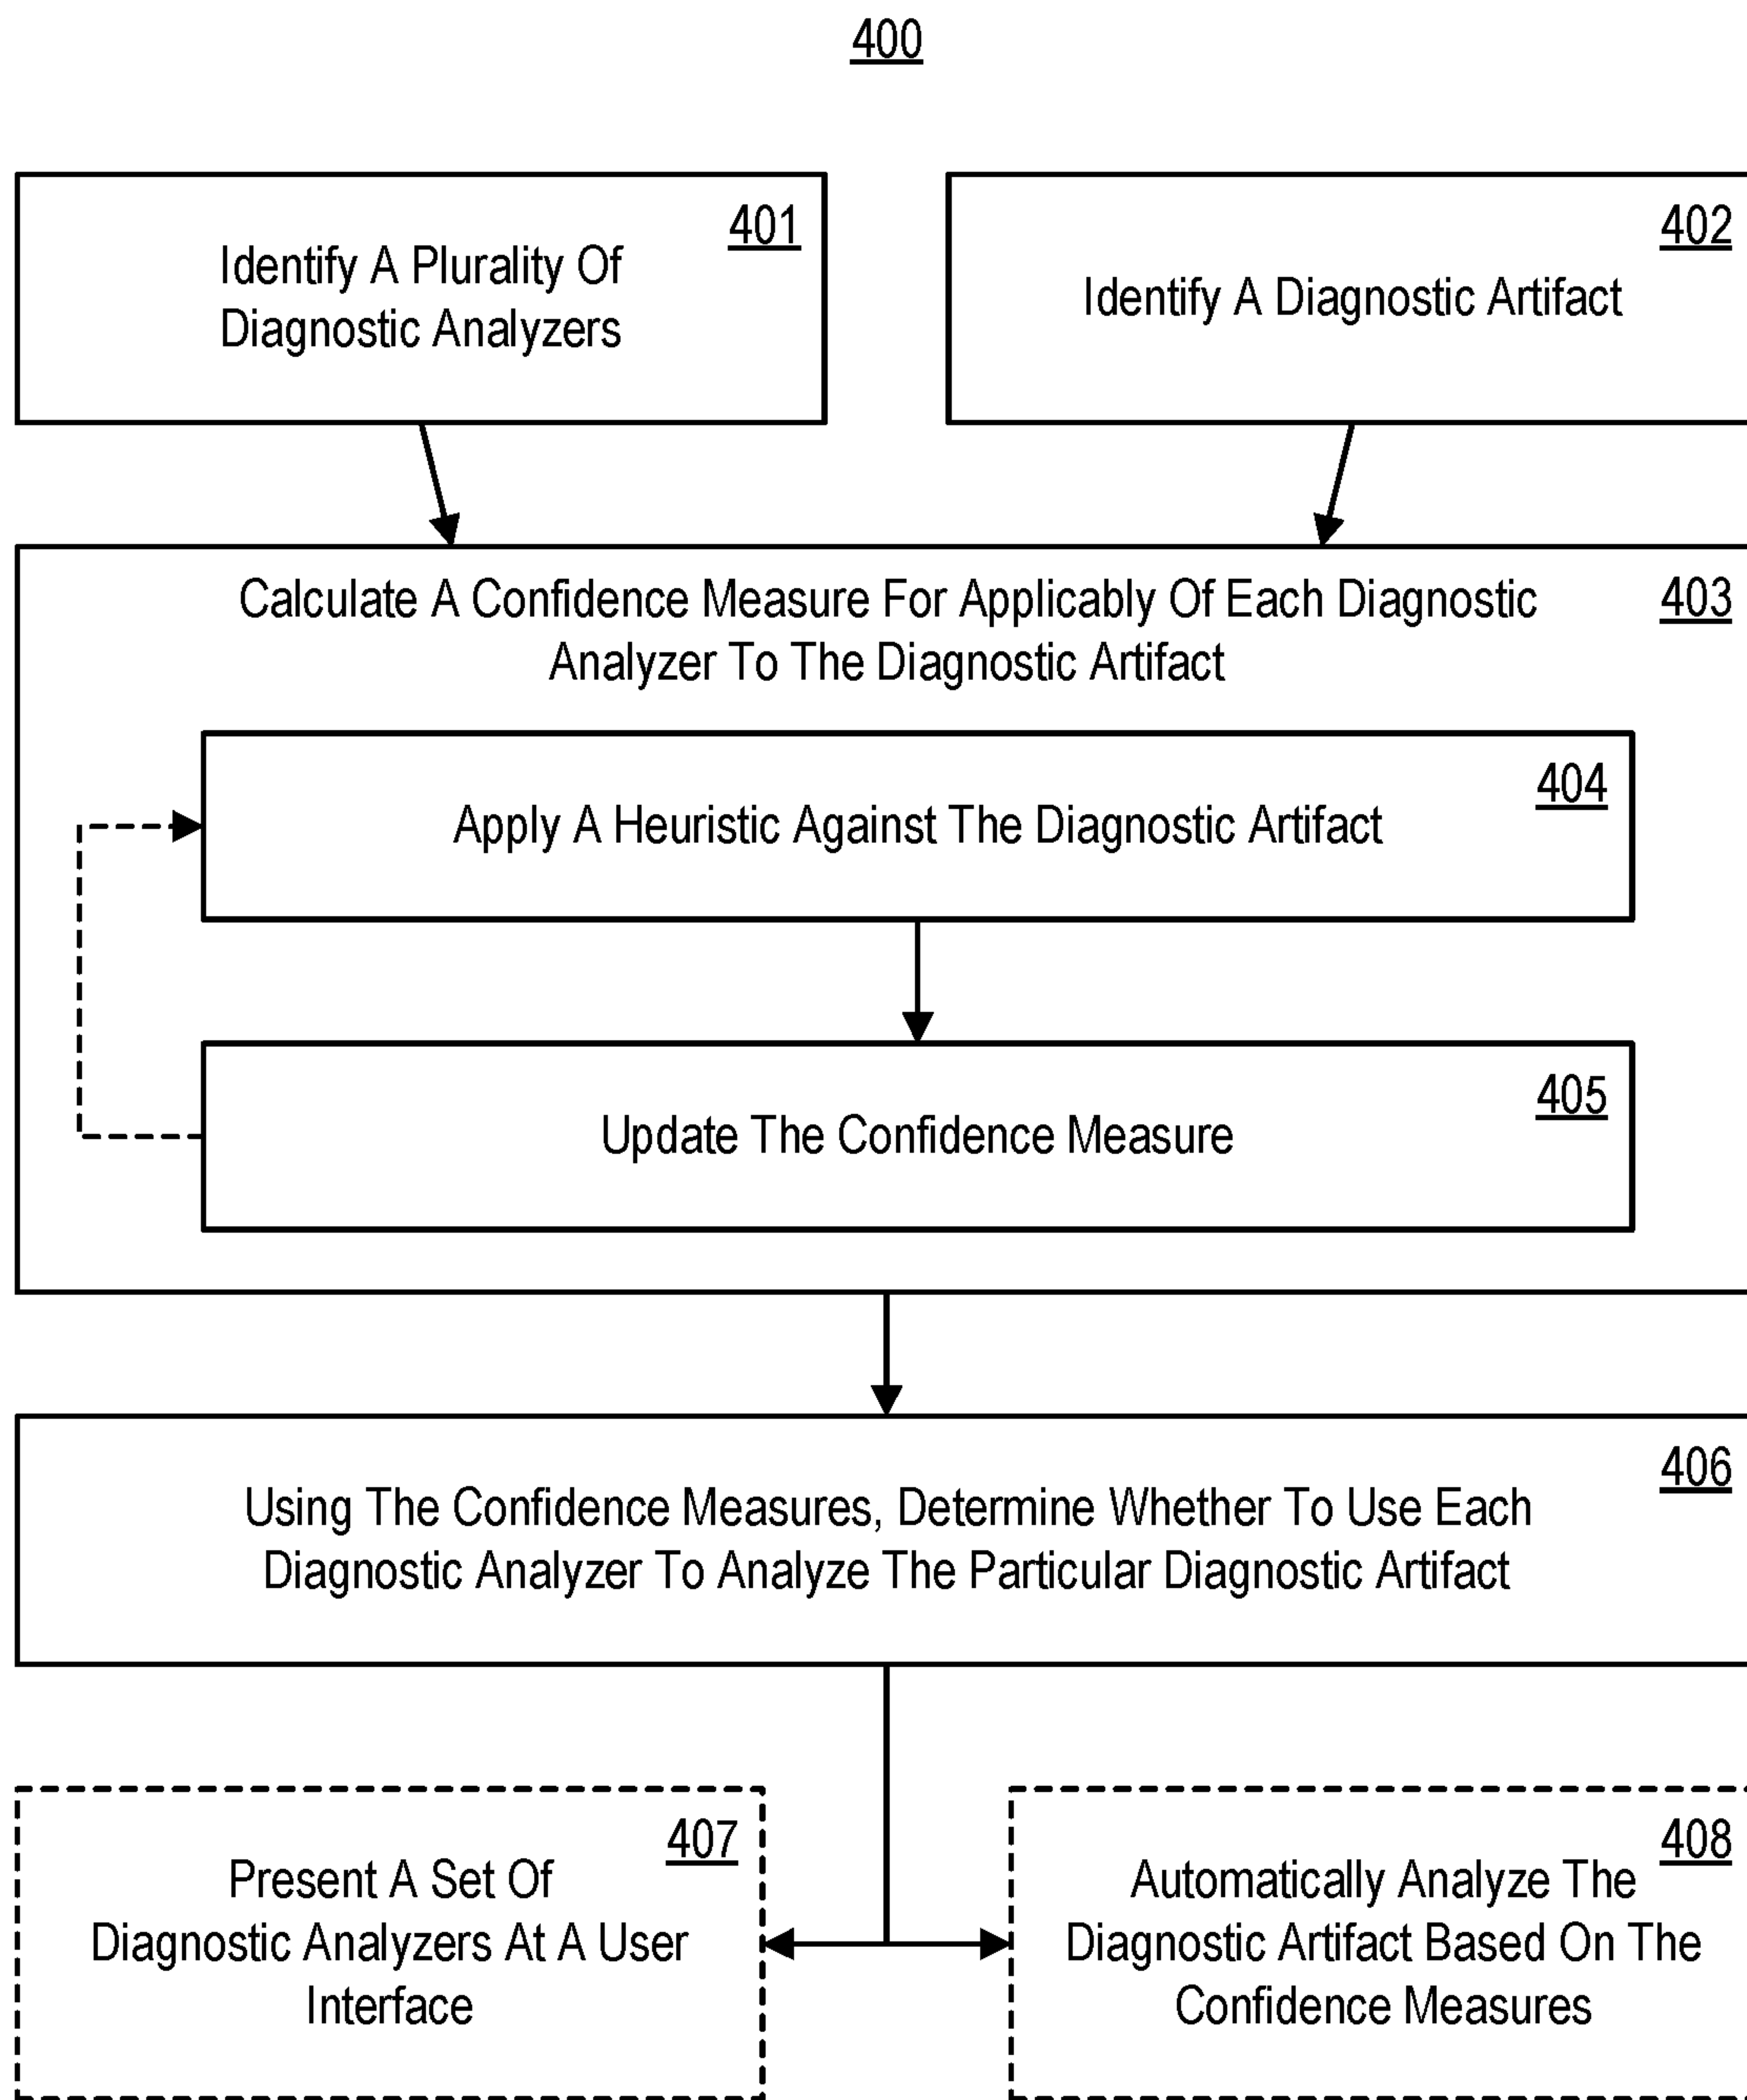 400
401
Identify A Plurality Of
Diagnostic Analyzers
402
Identify A Diagnostic Artifact
Calculate A Confidence Measure For Applicably Of Each Diagnostic
Analyzer To The Diagnostic Artifact
403
404
Apply A Heuristic Against The Diagnostic Artifact
405
Update The Confidence Measure
406
Using The Confidence Measures, Determine Whether To Use Each
Diagnostic Analyzer To Analyze The Particular Diagnostic Artifact
407
Present A Set Of
Diagnostic Analyzers At A User
Interface
408
Automatically Analyze The
Diagnostic Artifact Based On The
Confidence Measures